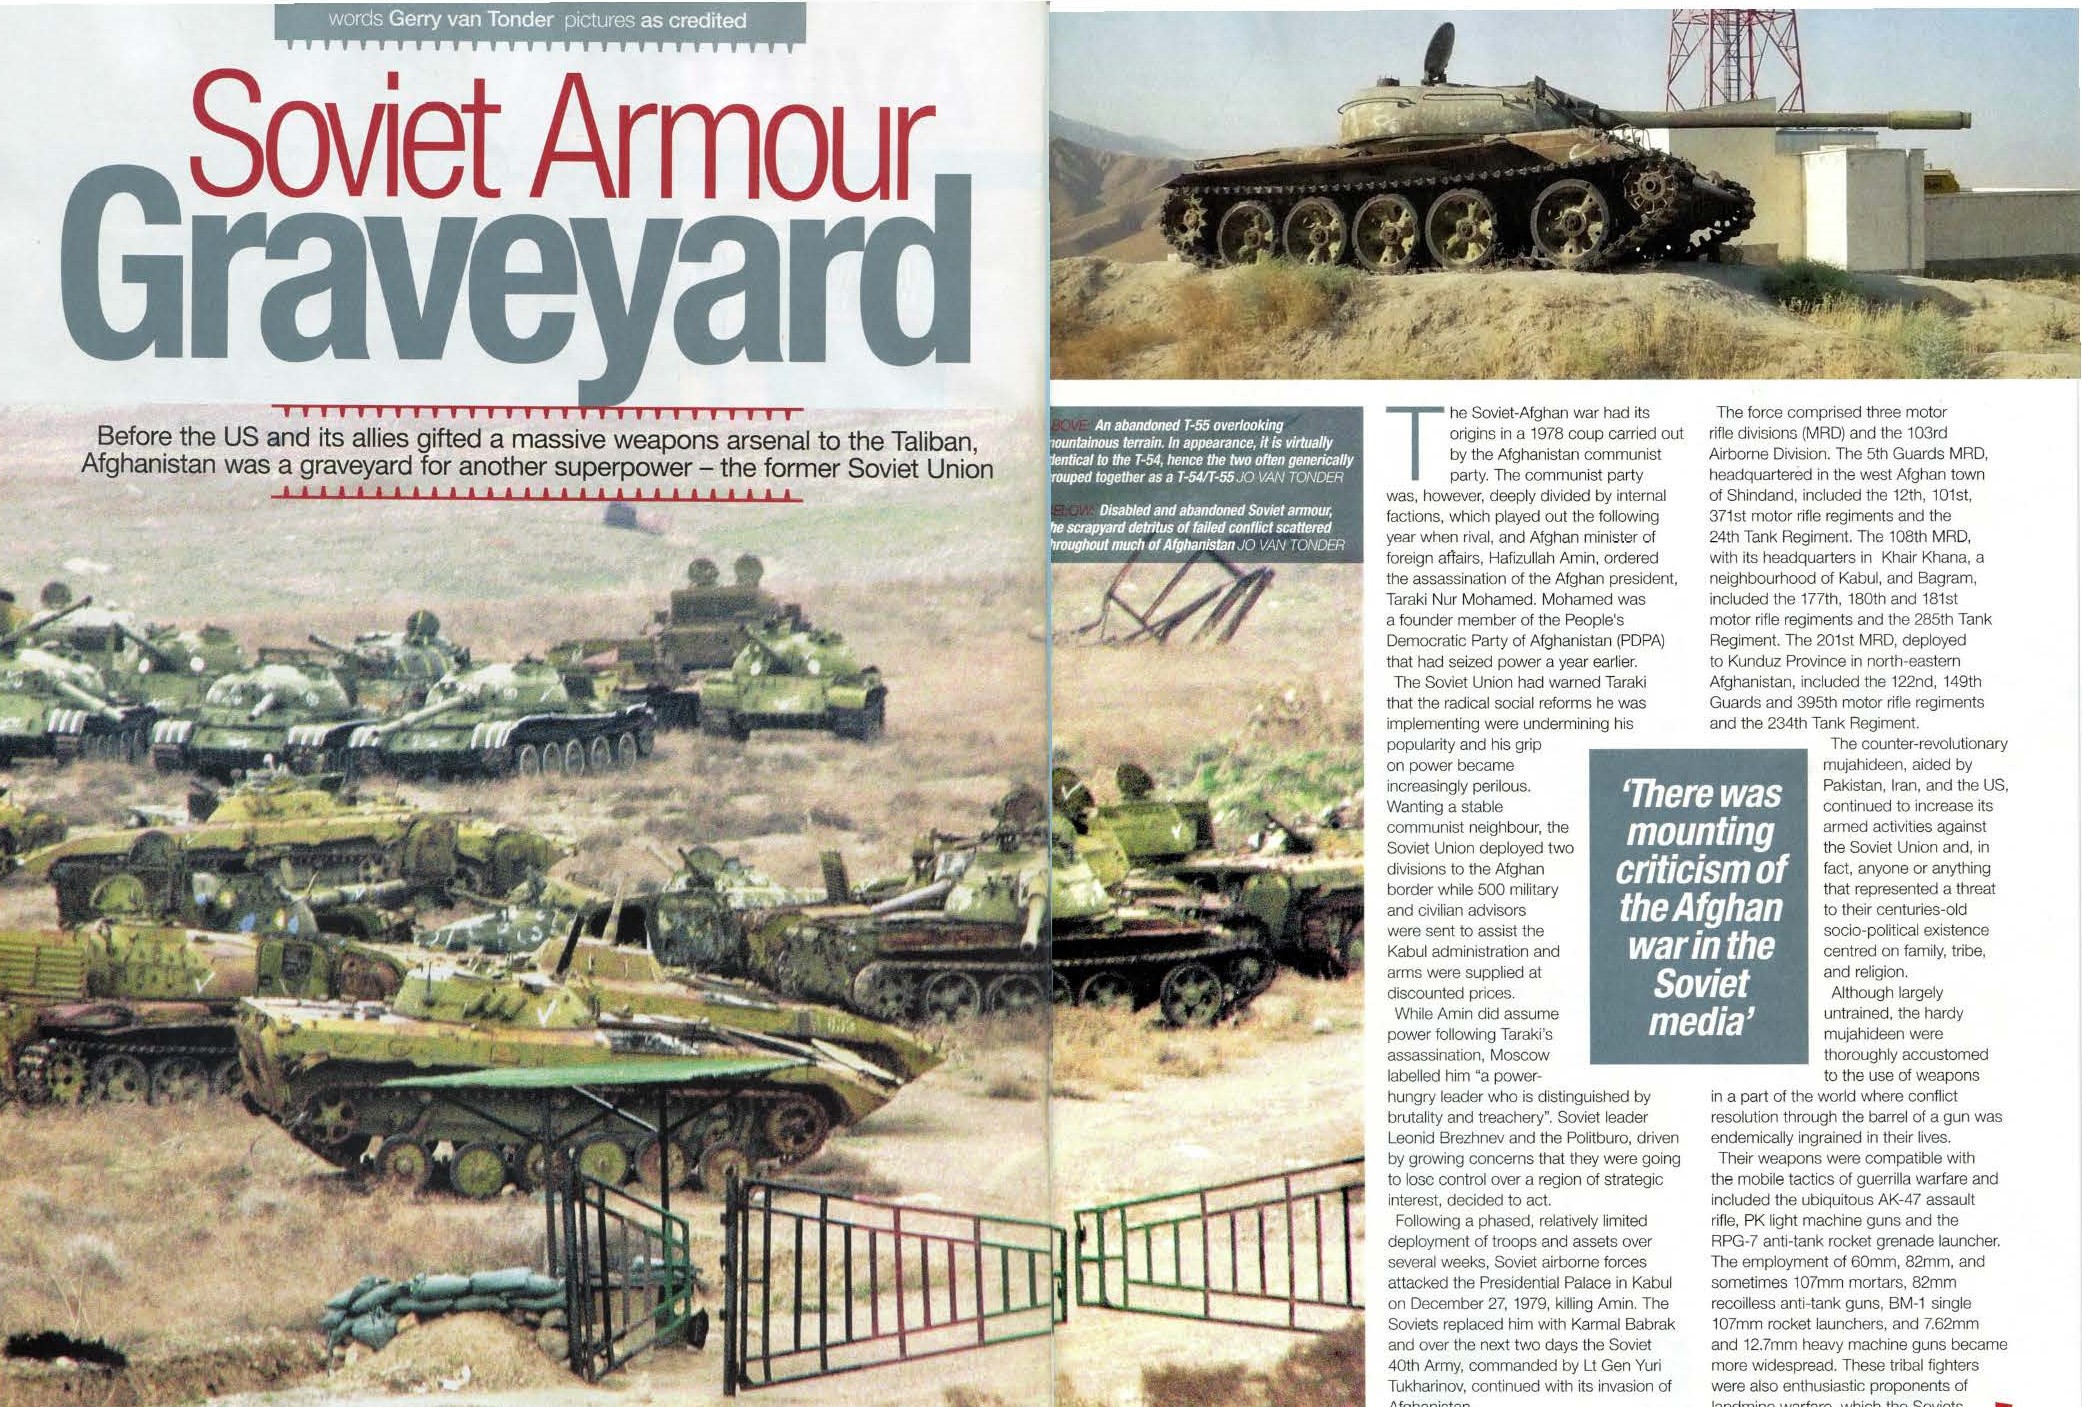 words Gerry van Tonder pictures as credited
Soviet Armour
Graveyard
Before the US and its allies gifted a massive weapons arsenal to the Taliban,
Afghanistan was a graveyard for another superpower – the former Soviet Union
BOVE: An abandoned T-55 overlooking
ountainous terrain. In appearance, it is virtually
dentical to the T-54, hence the two often generically
rouped together as a T-54/T-55 JO VAN TONDER
ELOW: Disabled and abandoned Soviet armour,
he scrapyard detritus of failed conflict scattered
hroughout much of Afghanistan JO VAN TONDER
The Soviet-Afghan war had its
origins in a 1978 coup carried out
by the Afghanistan communist
party. The communist party
was, however, deeply divided by internal
factions, which played out the following
year when rival, and Afghan minister of
foreign affairs, Hafizullah Amin, ordered
the assassination of the Afghan president,
Taraki Nur Mohamed. Mohamed was
a founder member of the People's
Democratic Party of Afghanistan (PDPA)
that had seized power a year earlier.
The Soviet Union had warned Taraki
that the radical social reforms he was
implementing were undermining his
popularity and his grip
on power became
increasingly perilous.
Wanting a stable
communist neighbour, the
Soviet Union deployed two
divisions to the Afghan
border while 500 military
and civilian advisors
were sent to assist the
Kabul administration and
arms were supplied at
discounted prices.
While Amin did assume
power following Taraki's
assassination, Moscow
labelled him "a power-
hungry leader who is distinguished by
brutality and treachery". Soviet leader
Leonid Brezhnev and the Politburo, driven
by growing concerns that they were going
to lose control over a region of strategic
interest, decided to act.
Following a phased, relatively limited
deployment of troops and assets over
several weeks, Soviet airborne forces
attacked the Presidential Palace in Kabul
on December 27, 1979, killing Amin. The
Soviets replaced him with Karmal Babrak
and over the next two days the Soviet
40th Army, commanded by Lt Gen Yuri
Tukharinov, continued with its invasion of
Afghanistan.
The force comprised three motor
rifle divisions (MRD) and the 103rd
Airborne Division. The 5th Guards MRD,
headquartered in the west Afghan town
of Shindand, included the 12th, 101st,
371st motor rifle regiments and the
24th Tank Regiment. The 108th MRD,
with its headquarters in Khair Khana, a
neighbourhood of Kabul, and Bagram,
included the 177th, 180th and 181st
motor rifle regiments and the 285th Tank
Regiment. The 201st MRD, deployed
to Kunduz Province in north-eastern
Afghanistan, included the 122nd, 149th
Guards and 395th motor rifle regiments
and the 234th Tank Regiment.
The counter-revolutionary
mujahideen, aided by
Pakistan, Iran, and the US,
continued to increase its
armed activities against
the Soviet Union and, in
fact, anyone or anything
that represented a threat
to their centuries-old
socio-political existence
centred on family, tribe,
and religion.
Although largely
untrained, the hardy
mujahideen were
thoroughly accustomed
to the use of weapons
in a part of the world where conflict
resolution through the barrel of a gun was
endemically ingrained in their lives.
Their weapons were compatible with
the mobile tactics of guerrilla warfare and
included the ubiquitous AK-47 assault
rifle, PK light machine guns and the
RPG-7 anti-tank rocket grenade launcher.
The employment of 60mm, 82mm, and
sometimes 107mm mortars, 82mm
recoilless anti-tank guns, BM-1 single
107mm rocket launchers, and 7.62mm
and 12.7mm heavy machine guns became
more widespread. These tribal fighters
were also enthusiastic proponents of
landmine warfare, which the Soviets
'There was
mounting
criticism of
the Afghan
war in the
Soviet
media'